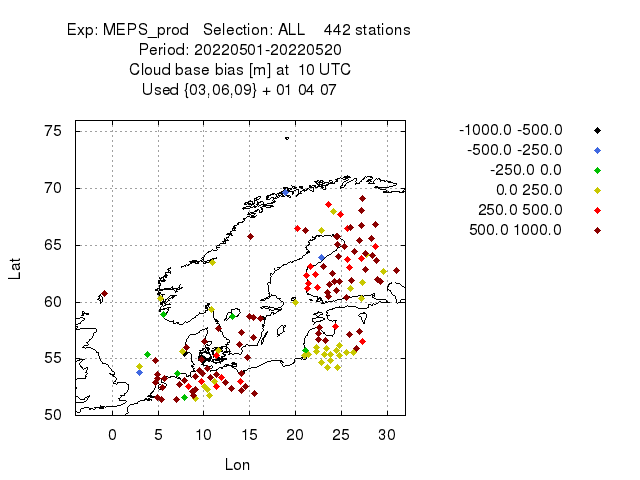 Exp: MEPS_prod   Selection: ALL    442 stations
Period: 20220501-20220520
Cloud base bias [m] at  10 UTC
Used {03,06,09} + 01 04 07
-1000.0 -500.0
-500.0 -250.0
-250.0 0.0
0.0 250.0
250.0 500.0
500.0 1000.0
75
70
65
60
55
50
Lat
0 5 10 15 20 25 30
Lon